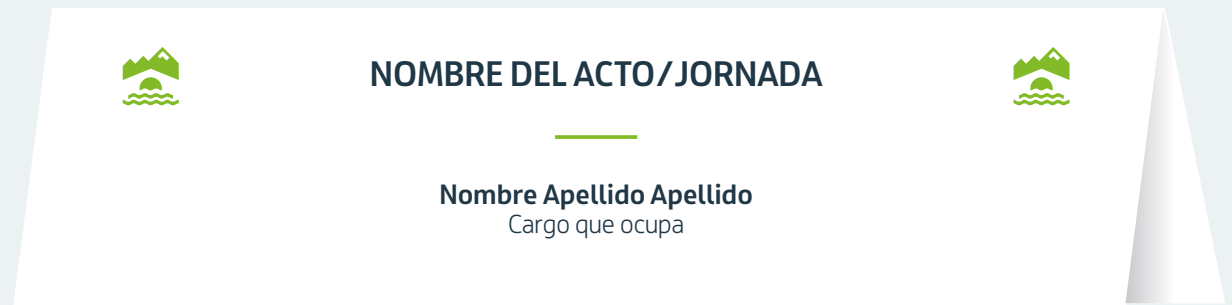 NOMBRE DEL ACTO/JORNADA
Nombre Apellido Apellido
Cargo que ocupa